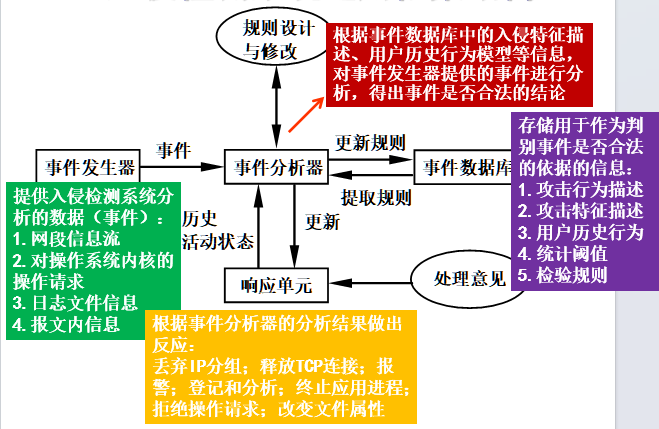 规则设计
与修改
根据事件数据库中的入侵特征描
述、用户历史行为模型等信息，
对事件发生器提供的事件进行分
析，得出事件是否合法的结论
事件发生器
事件
事件分析器
更新规则
提取规则
事件数据库
存储用于作为判
别事件是否合法
的依据的信息：
1.攻击行为描述
2.攻击特征描述
3.用户历史行为
4.统计阈值
5.检验规则
提供入侵检测系统分
析的数据（事件）：
1.网段信息流
2.对操作系统内核的
操作请求
3.日志文件信息
4.报文内信息
历史
活动状态
更新
响应单元
处理意见
根据事件分析器的分析结果做出
反应：
丢弃IP分组；释放TCP连接；报
警；登记和分析；终止应用进程；
拒绝操作请求；改变文件属性